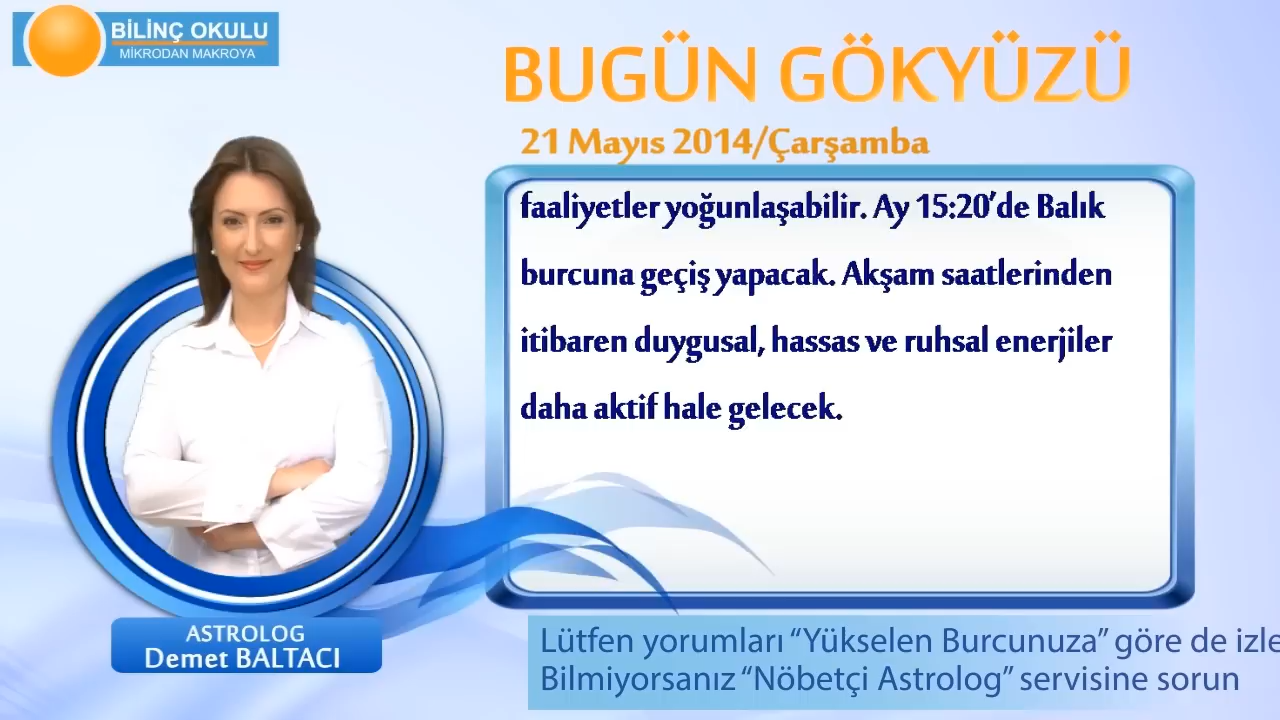 BİLİNÇ OKULU
MİKRODAN MAKROYA
BUGÜN GÖKYÜZÜ
21 Mayıs 2014/Çarşamba
faaliyetler yoğunlaşabilir. Ay 15:20'de Balık
burcuna geçiş yapacak. Akşam saatlerinden
itibaren duygusal, hassas ve ruhsal enerjiler
daha aktif hale gelecek.
ASTROLOG
Demet BALTACI
Lütfen yorumları “Yükselen Burcunuza” göre de izle
Bilmiyorsanız “Nöbetçi Astrolog” servisine sorun